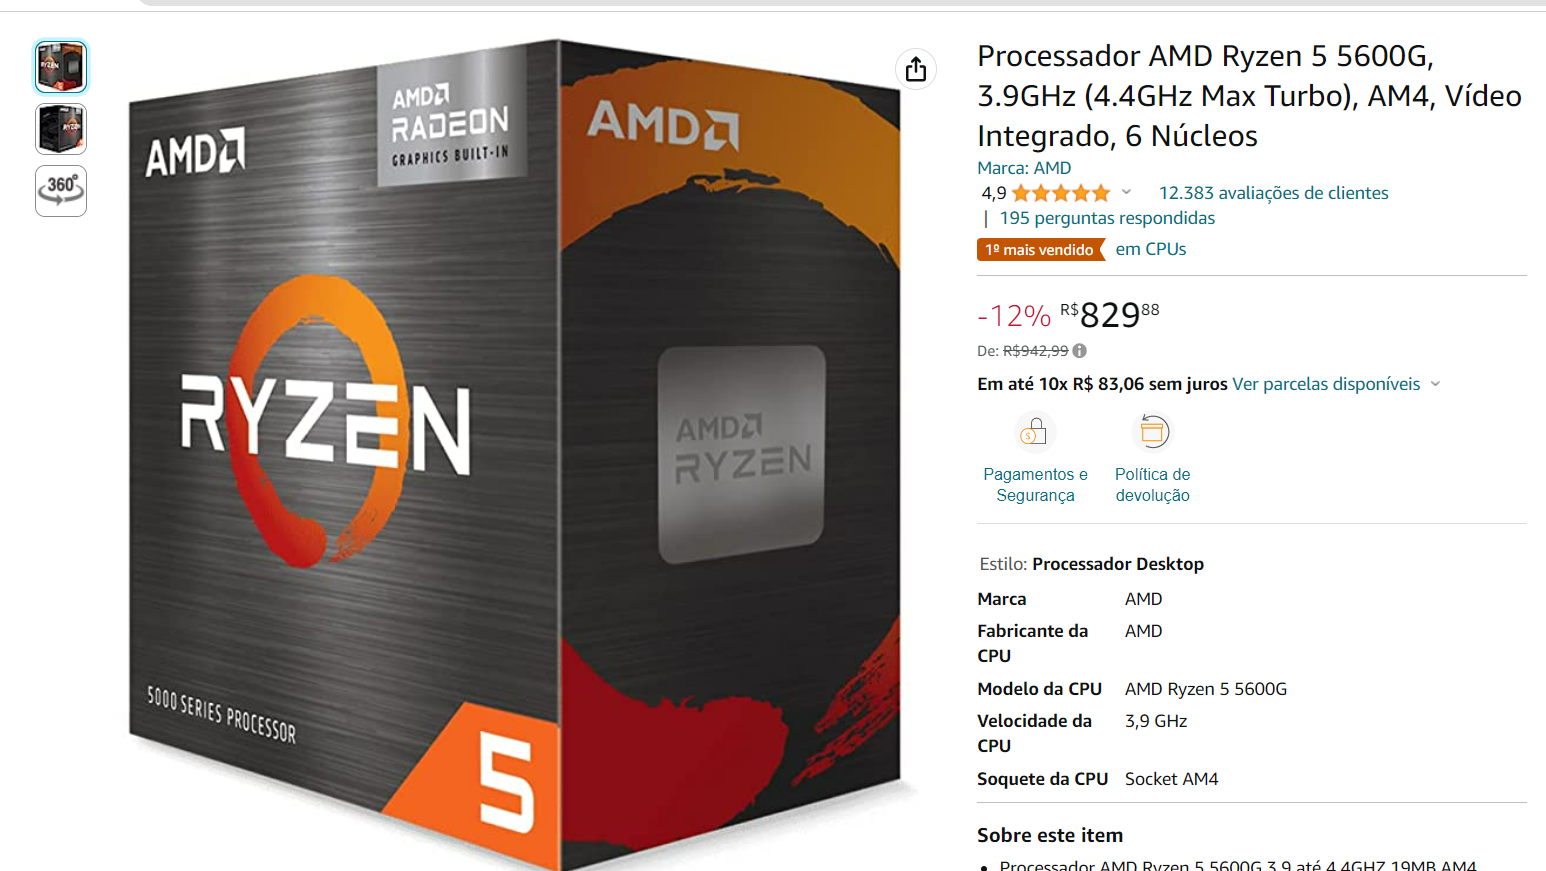 AMD
AMD
RADEON
GRAPHICS BUILT-IN
AMD
RYZEN
AMD
RYZEN
5000 SERIES PROCESSOR
5
RYZEN
RYZEN
360°
Processador AMD Ryzen 5 5600G,
3.9GHz (4.4GHz Max Turbo), AM4, Vídeo
Integrado, 6 Núcleos
Marca: AMD
4,9 12.383 avaliações de clientes
| 195 perguntas respondidas
1º mais vendido em CPUs
-12% R$82988
De: R$942,99
Em até 10x R$ 83,06 sem juros Ver parcelas disponíveis
Pagamentos e
Segurança
Política de
devolução
Estilo: Processador Desktop
Marca AMD
Fabricante da CPU AMD
Modelo da CPU AMD Ryzen 5 5600G
Velocidade da CPU 3,9 GHz
Soquete da CPU Socket AM4
Sobre este item
• Processador AMD Ryzen 5 5600G 3.9 até 4.4GHZ 19MB AM4